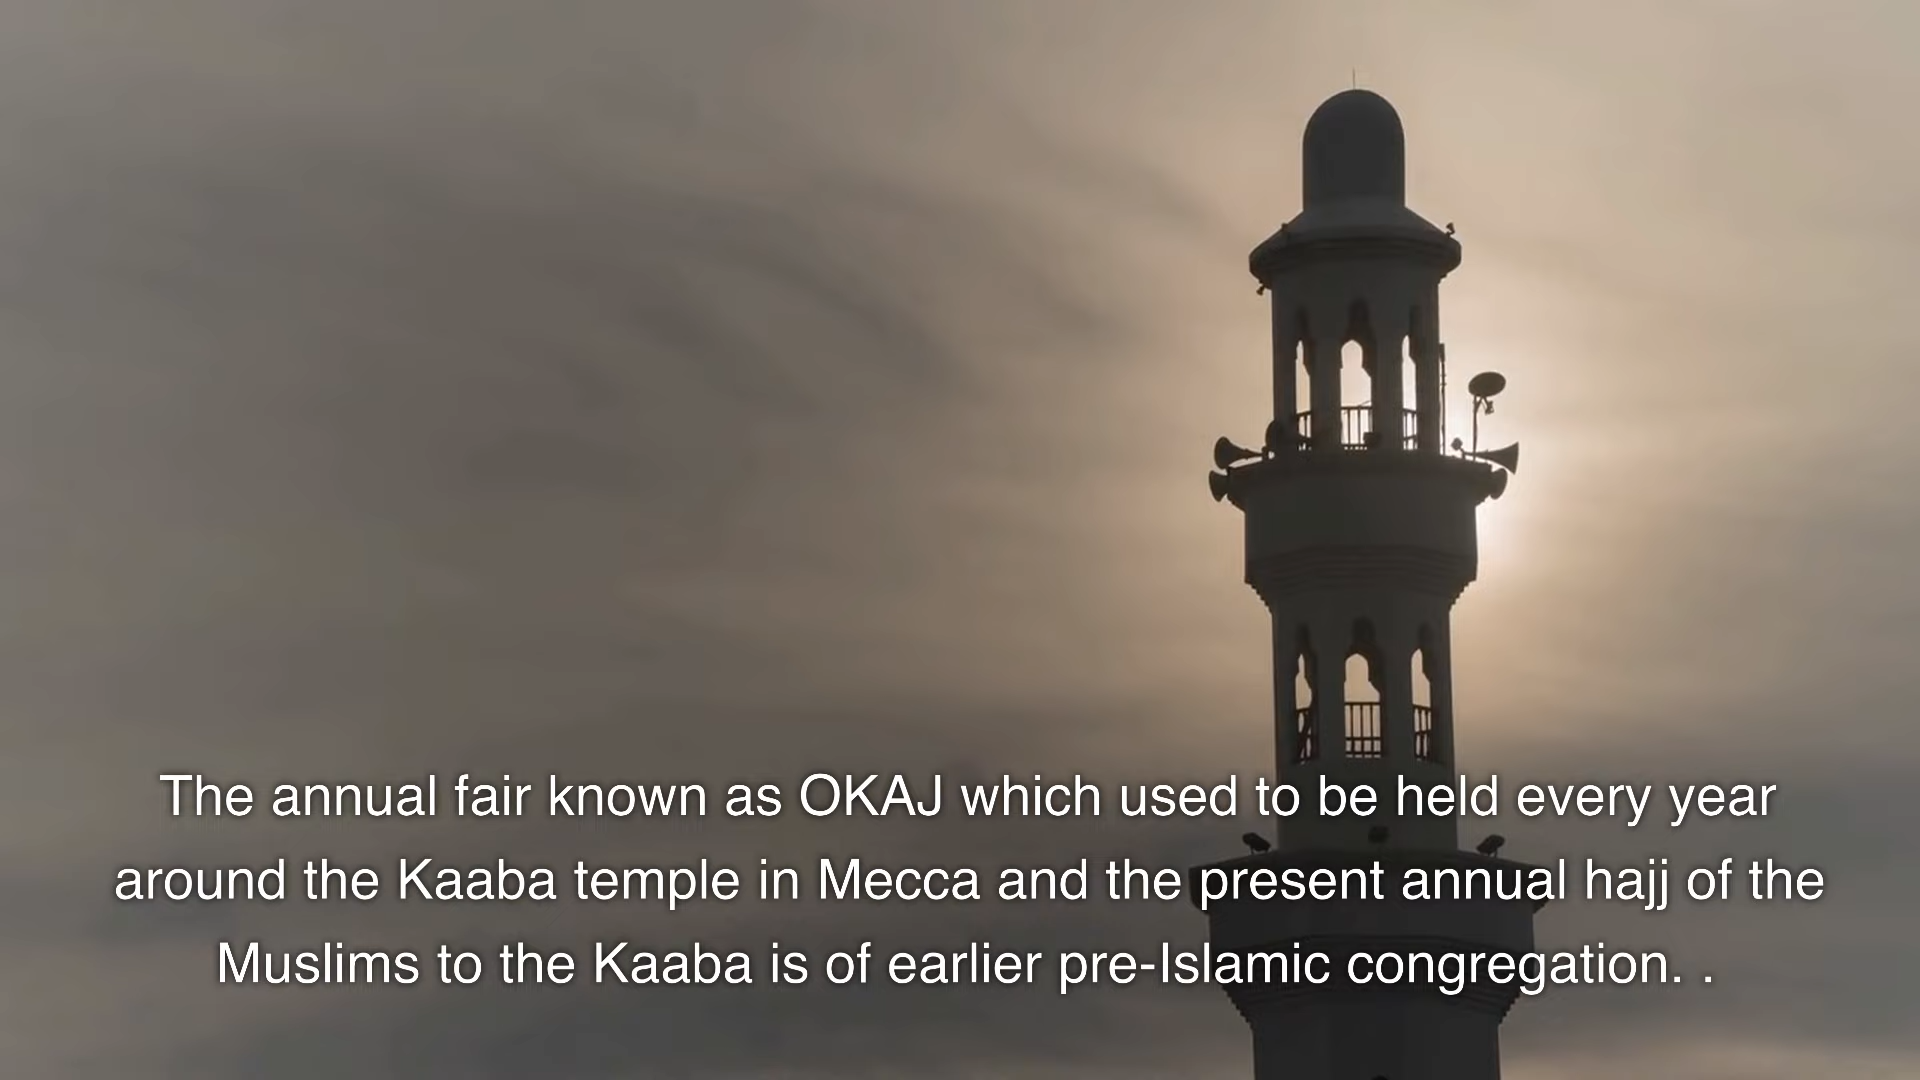 The annual fair known as OKAJ which used to be held every year
around the Kaaba temple in Mecca and the present annual hajj of the
Muslims to the Kaaba is of earlier pre-Islamic congregation. .